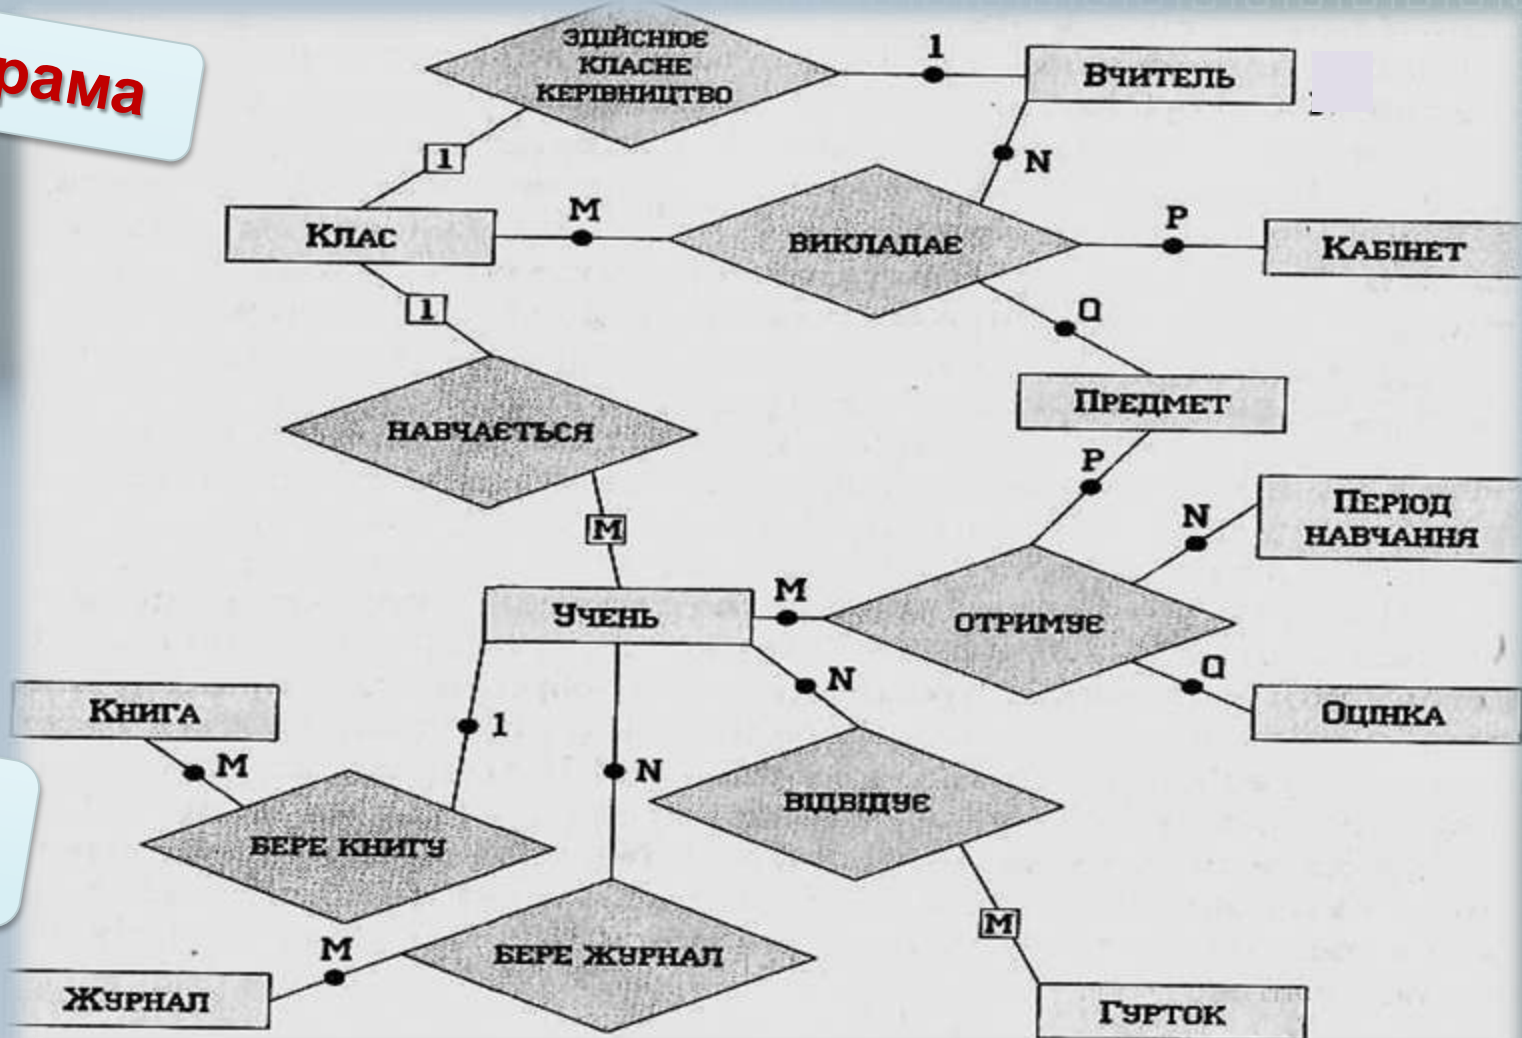 рама
ЗДІЙСНЮЄ
КЛАСНЕ
КЕРІВНИЦТВО
1
ВЧИТЕЛЬ
1
N
КЛАС
M
ВИКЛАДАЄ
P
КАБІНЕТ
1
Q
НАВЧАЄТЬСЯ
ПРЕДМЕТ
P
M
N
ПЕРІОД
НАВЧАННЯ
УЧЕНЬ
M
ОТРИМУЄ
Q
ОЦІНКА
КНИГА
M
1
N
N
ВІДВІДУЄ
БЕРЕ КНИГУ
M
M
БЕРЕ ЖУРНАЛ
ЖУРНАЛ
ГУРТОК